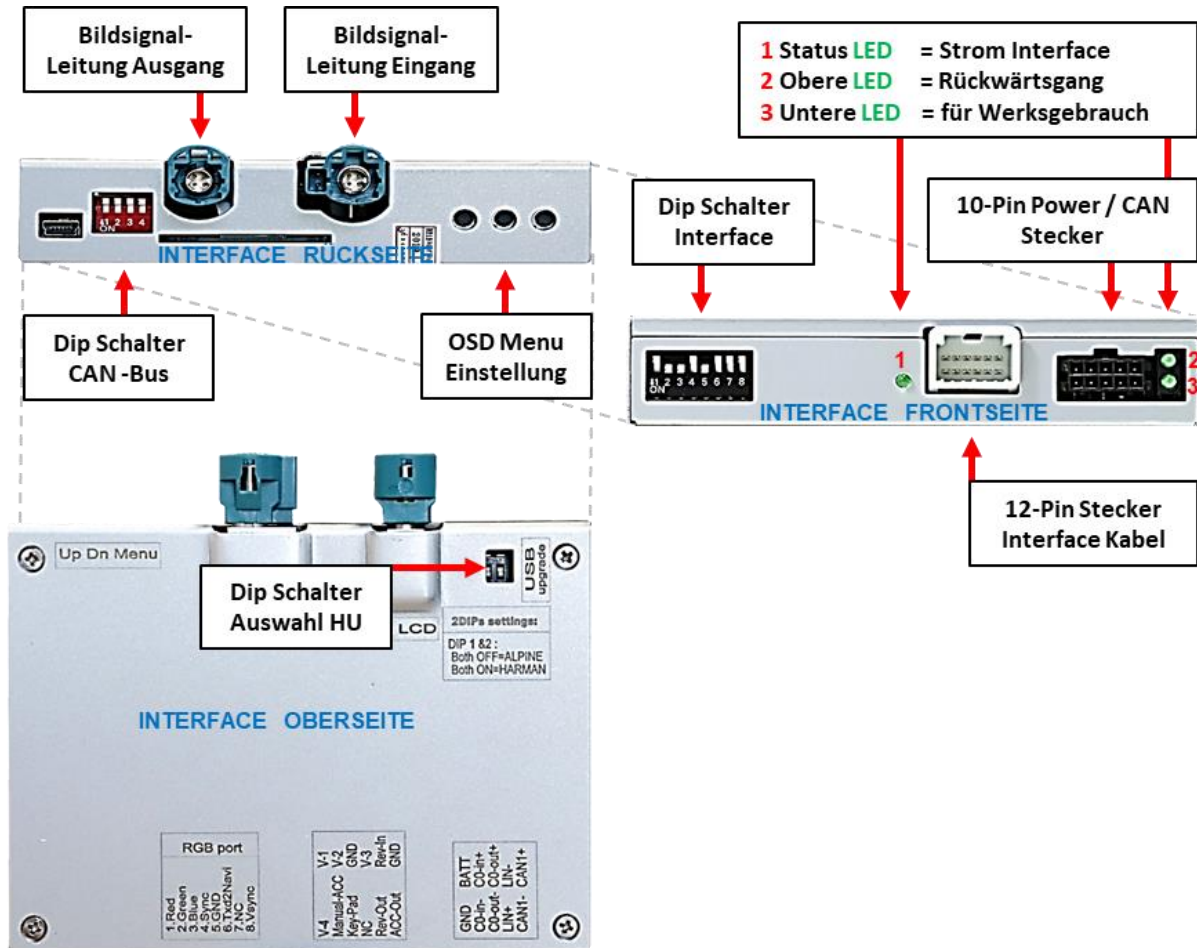 Bildsignal-
Leitung Ausgang
Bildsignal-
Leitung Eingang
1 Status LED = Strom Interface
2 Obere LED = Rückwärtsgang
3 Untere LED = für Werksgebrauch
Dip Schalter
Interface
10-Pin Power / CAN
Stecker
1 2 3 4
ON
INTERFACE RÜCKSEITE
Dip Schalter
CAN -Bus
OSD Menu
Einstellung
1 2 3 4 5 6 7 8
ON
1
2
3
INTERFACE FRONTSEITE
12-Pin Stecker
Interface Kabel
Up Dn Menu
Dip Schalter
Auswahl HU
USB
upgrade
LCD
2DIPs settings:
DIP 1 &2 :
Both OFF=ALPINE
Both ON=HARMAN
INTERFACE OBERSEITE
RGB port
1.Red
2.Green
3.Blue
4.Sync
5.GND
6.Txd2Navi
7.NC
8.Vsync
V-4 V-1
Manual-ACC V-2
Key-Pad GND
NC V-3
Rev-Out Rev-In
ACC-Out GND
GND BATT
C0-in- C0-in+
C0-out- C0-out+
LIN+ LIN-
CAN1- CAN1+